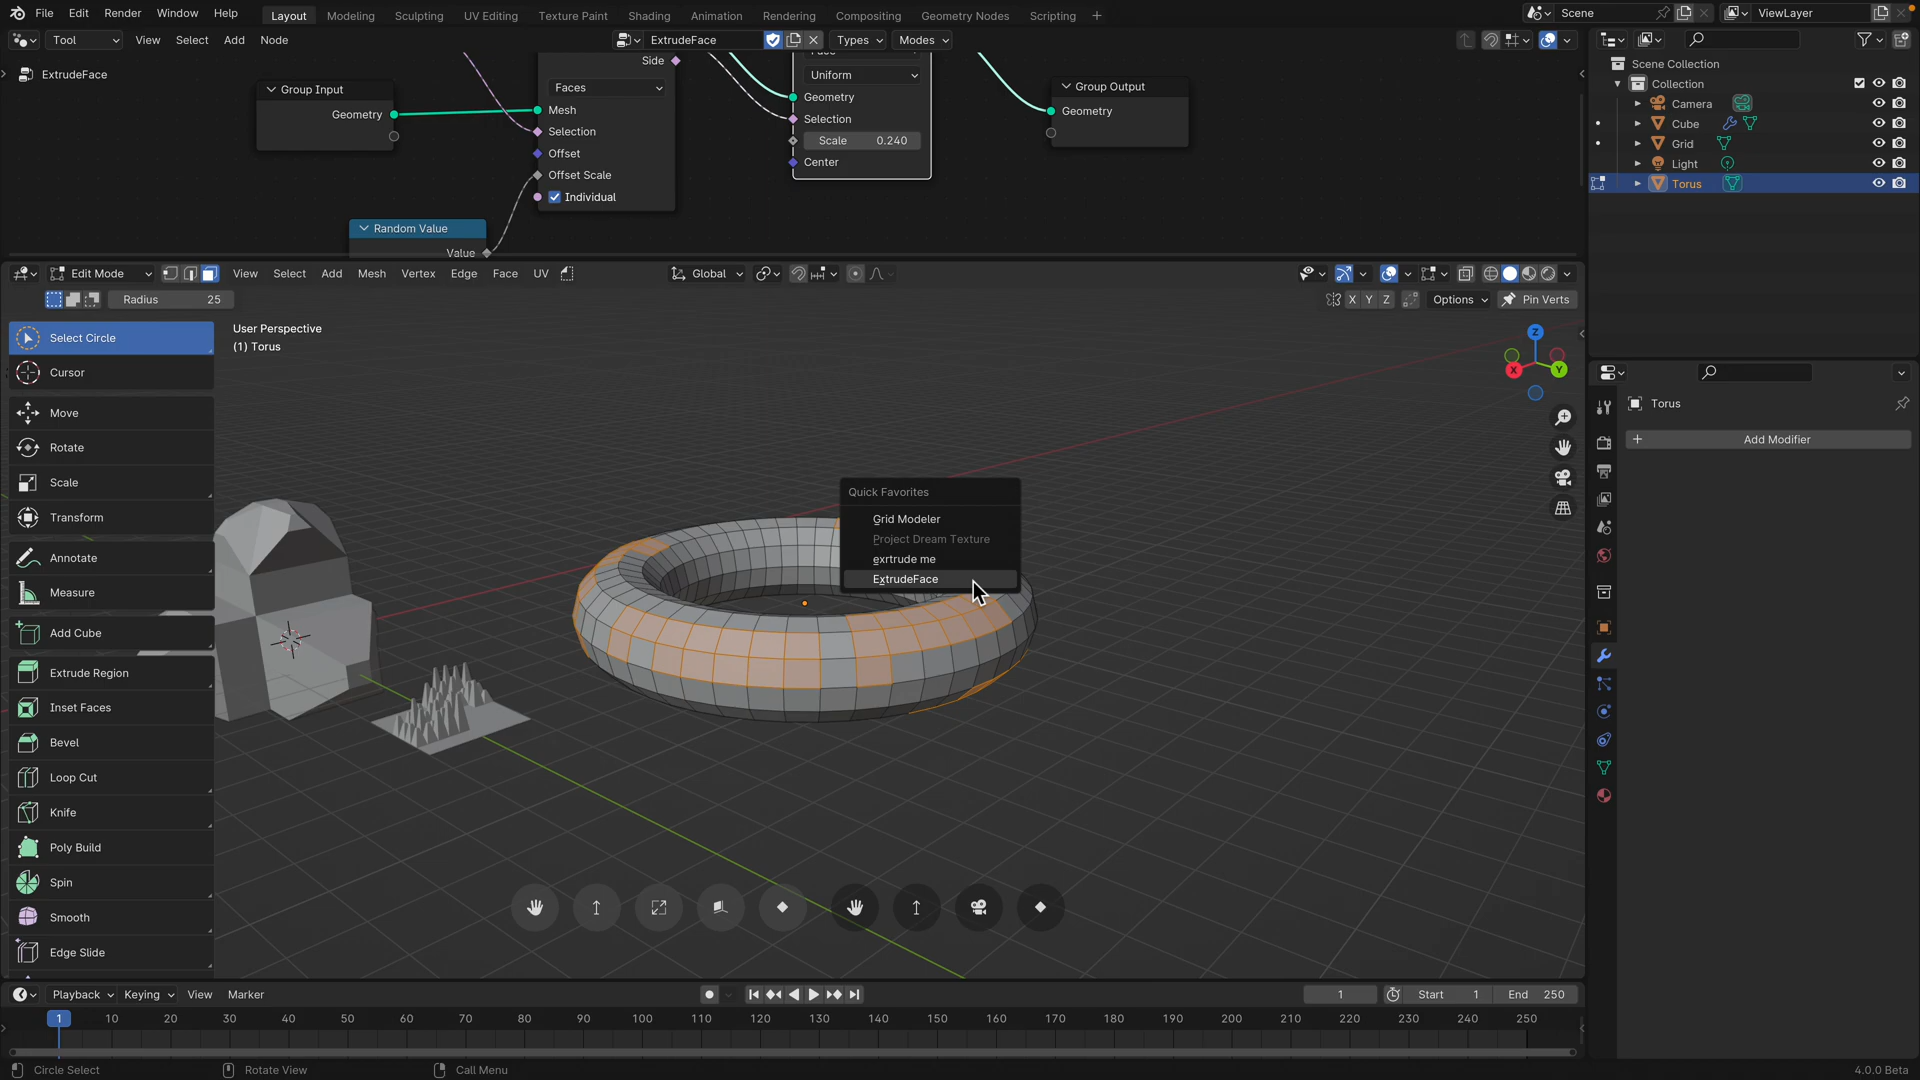 File Edit Render Window Help Layout Modeling Sculpting UV Editing Texture Paint Shading Animation Rendering Compositing Geometry Nodes Scripting + Scene ViewLayer
Tool View Select Add Node ExtrudeFace Types Modes
ExtrudeFace
Group Input
Geometry
Side
Faces
Mesh
Selection
Offset
Offset Scale
Individual
Random Value
Value
Uniform
Geometry
Selection
Scale 0.240
Center
Group Output
Geometry
Scene Collection
Collection
Camera
Cube
Grid
Light
Torus
Edit Mode View Select Add Mesh Vertex Edge Face UV Global
Radius 25 X Y Z Options Pin Verts
Select Circle
Cursor
Move
Rotate
Scale
Transform
Annotate
Measure
Add Cube
Extrude Region
Inset Faces
Bevel
Loop Cut
Knife
Poly Build
Spin
Smooth
Edge Slide
User Perspective
(1) Torus
Z
X Y
Quick Favorites
Grid Modeler
Project Dream Texture
exrtrude me
ExtrudeFace
Torus
+ Add Modifier
Playback Keying View Marker 1 Start 1 End 250
1 10 20 30 40 50 60 70 80 90 100 110 120 130 140 150 160 170 180 190 200 210 220 230 240 250
Circle Select Rotate View Call Menu 4.0.0 Beta